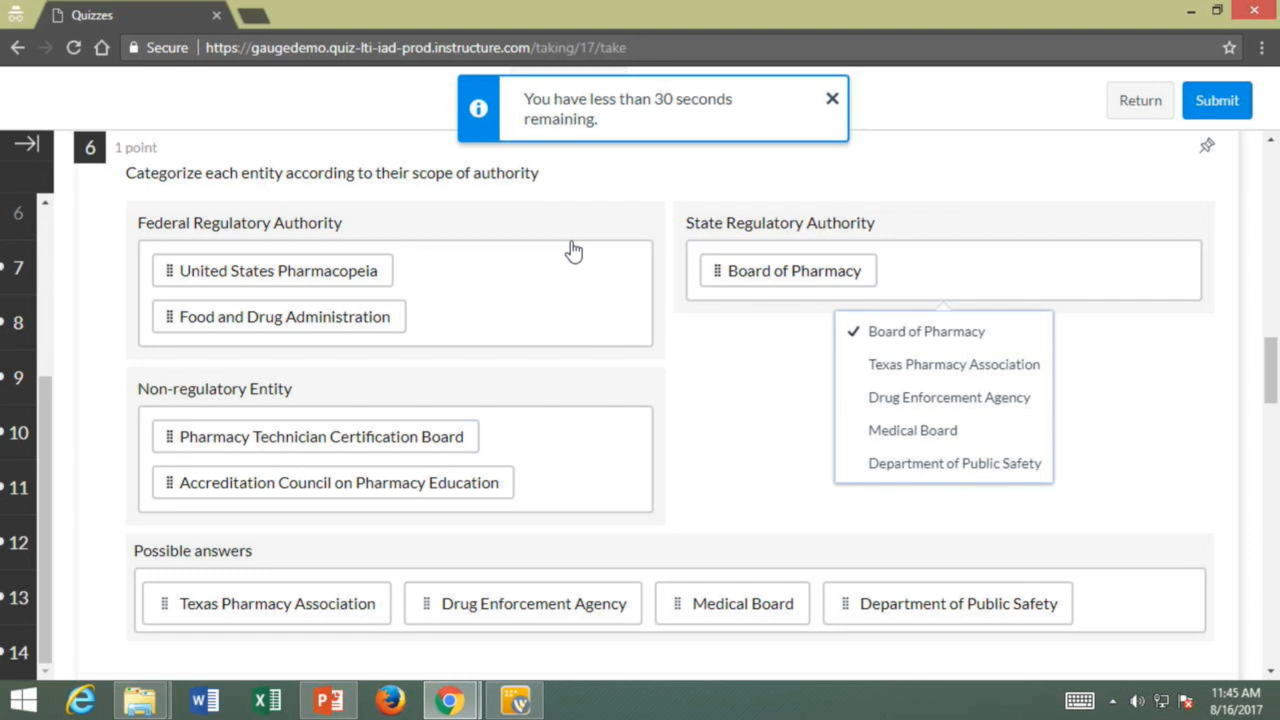 Quizzes
Secure
https://gaugedemo.quiz-lti-iad-prod.instructure.com/taking/17/take
You have less than 30 seconds
remaining.
Return
Submit
6
1 point
Categorize each entity according to their scope of authority
6
7
8
9
10
11
12
13
14
Federal Regulatory Authority
United States Pharmacopeia
Food and Drug Administration
State Regulatory Authority
Board of Pharmacy
Board of Pharmacy
Texas Pharmacy Association
Drug Enforcement Agency
Medical Board
Department of Public Safety
Non-regulatory Entity
Pharmacy Technician Certification Board
Accreditation Council on Pharmacy Education
Possible answers
Texas Pharmacy Association
Drug Enforcement Agency
Medical Board
Department of Public Safety
11:45 AM
8/16/2017